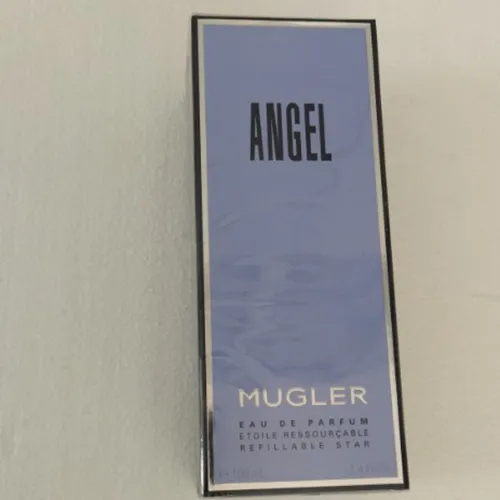 ANGEL
MUGLER
EAU DE PARFUM
ETOILE RESSOURÇABLE
REFILLABLE STAR